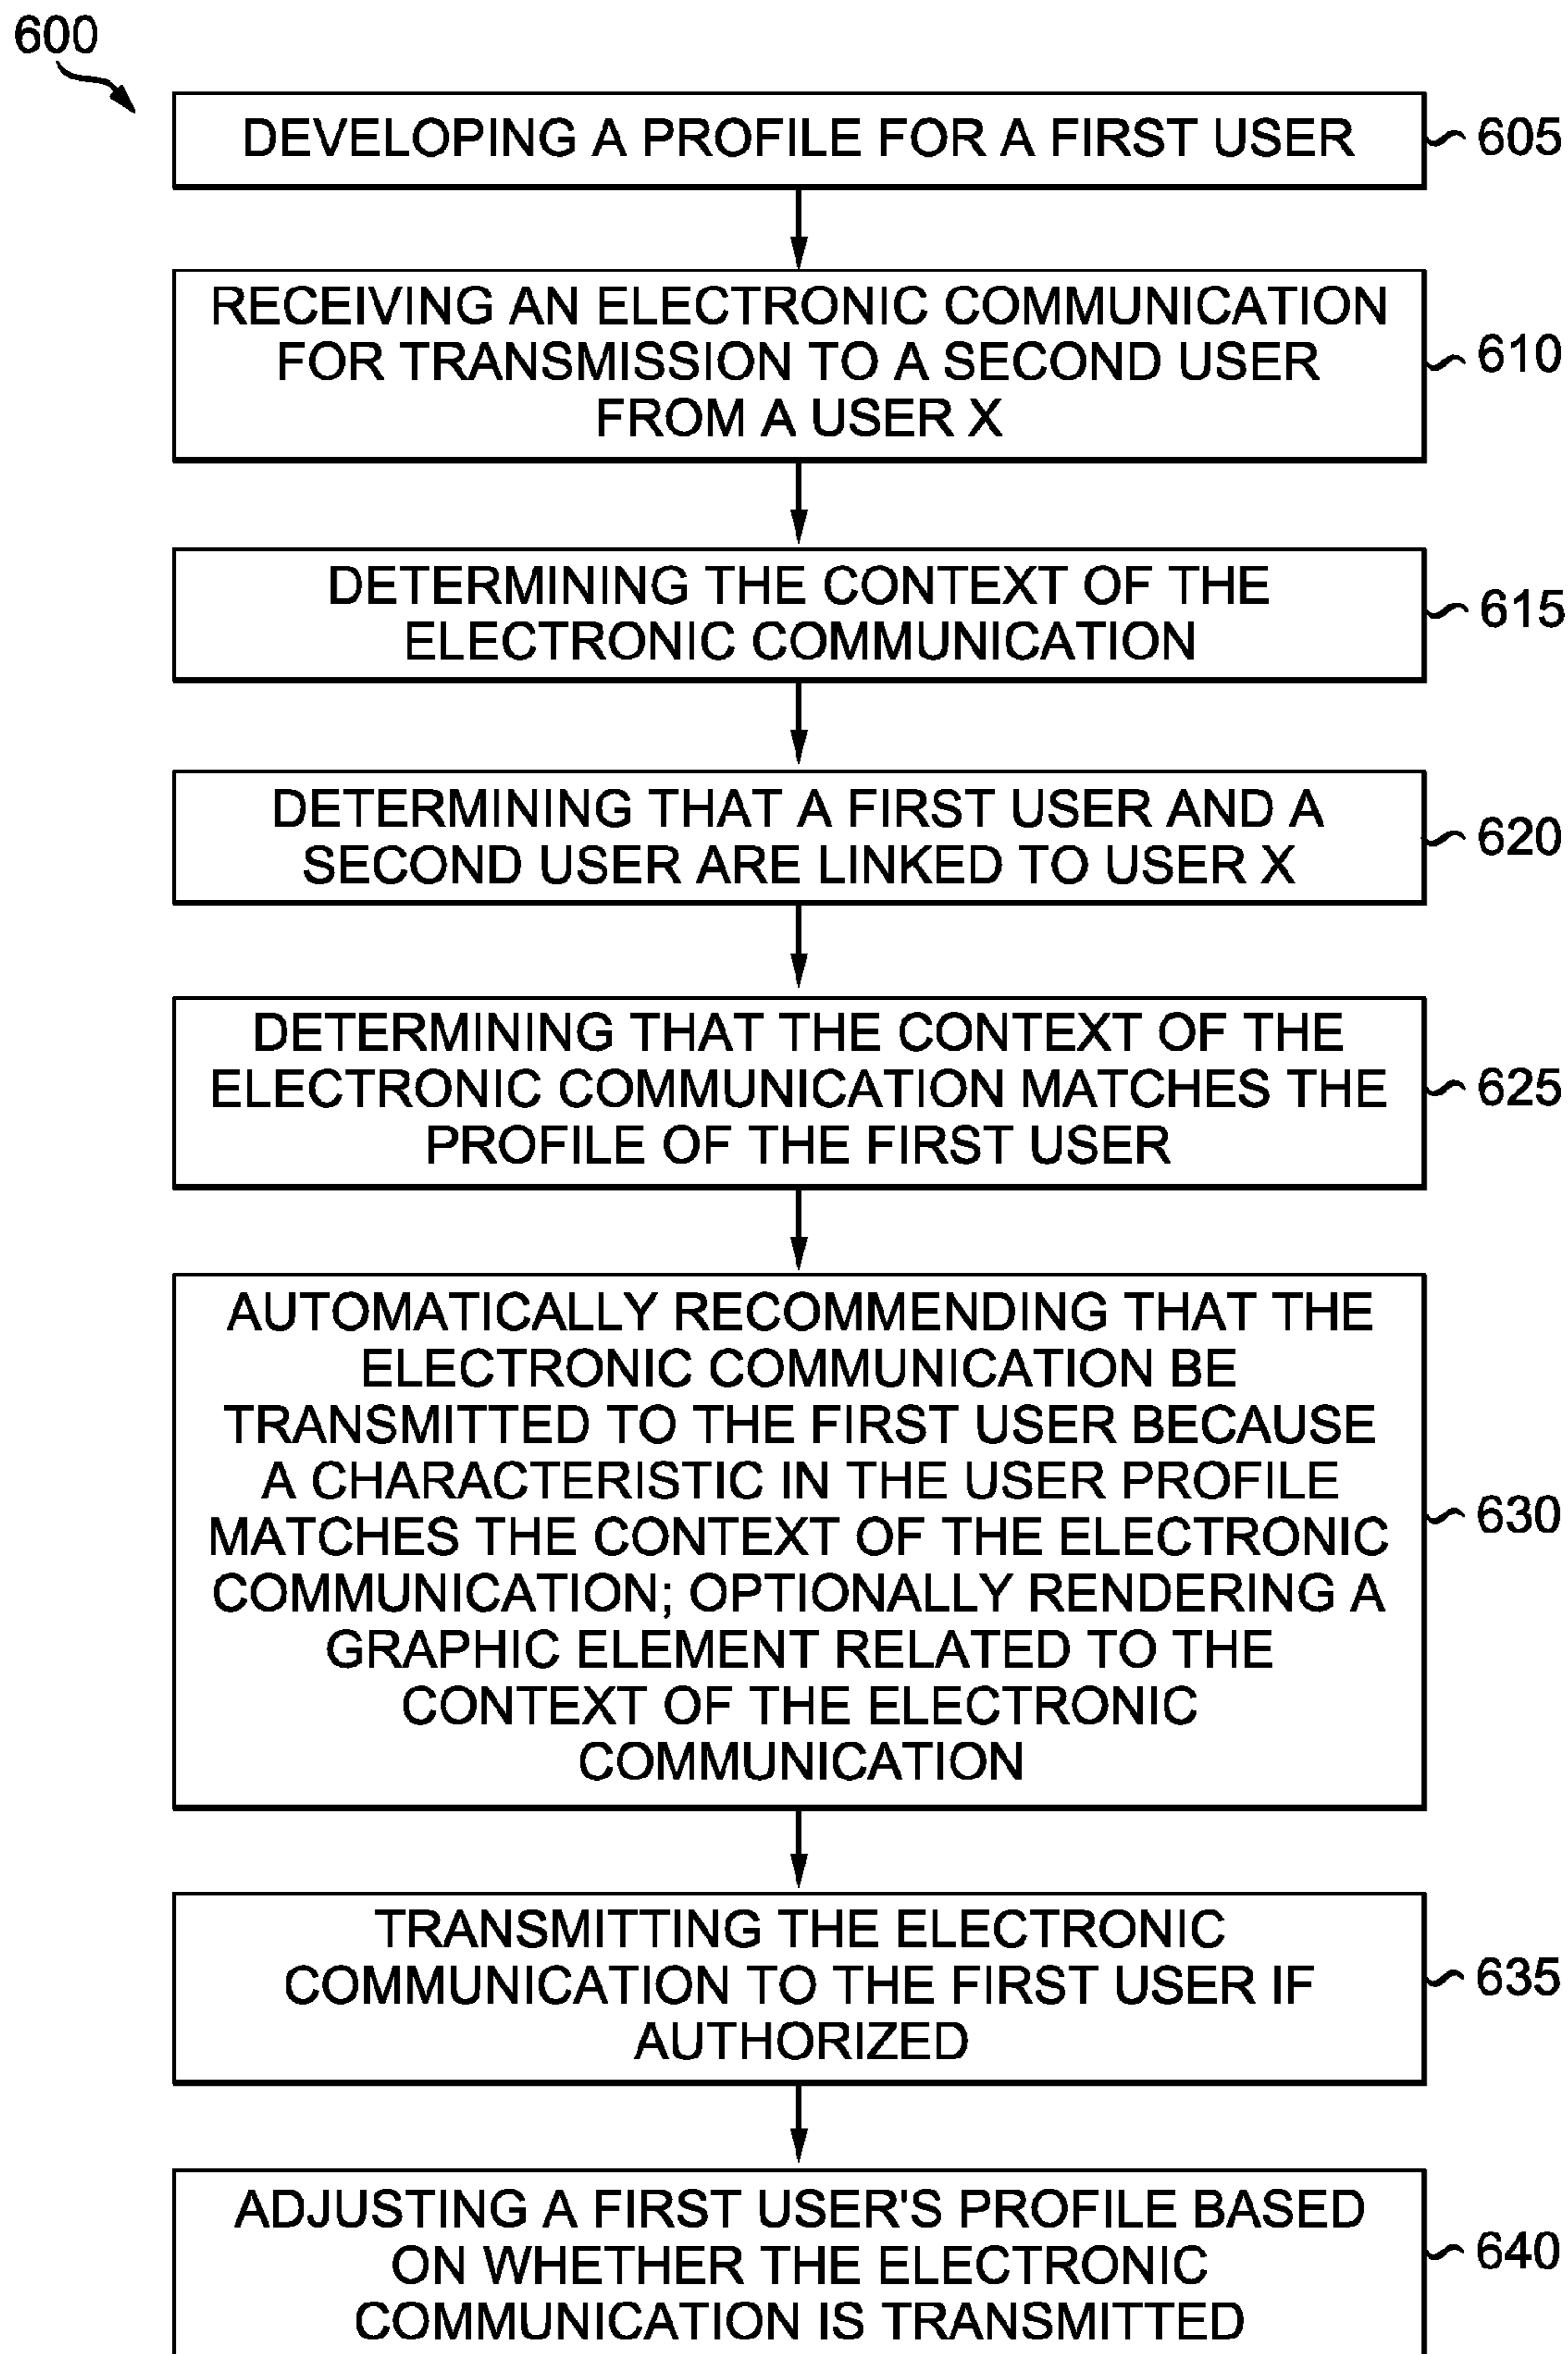 600
DEVELOPING A PROFILE FOR A FIRST USER
605
RECEIVING AN ELECTRONIC COMMUNICATION
FOR TRANSMISSION TO A SECOND USER
FROM A USER X
610
DETERMINING THE CONTEXT OF THE
ELECTRONIC COMMUNICATION
615
DETERMINING THAT A FIRST USER AND A
SECOND USER ARE LINKED TO USER X
620
DETERMINING THAT THE CONTEXT OF THE
ELECTRONIC COMMUNICATION MATCHES THE
PROFILE OF THE FIRST USER
625
AUTOMATICALLY RECOMMENDING THAT THE
ELECTRONIC COMMUNICATION BE
TRANSMITTED TO THE FIRST USER BECAUSE
A CHARACTERISTIC IN THE USER PROFILE
MATCHES THE CONTEXT OF THE ELECTRONIC
COMMUNICATION; OPTIONALLY RENDERING A
GRAPHIC ELEMENT RELATED TO THE
CONTEXT OF THE ELECTRONIC
COMMUNICATION
630
TRANSMITTING THE ELECTRONIC
COMMUNICATION TO THE FIRST USER IF
AUTHORIZED
635
ADJUSTING A FIRST USER'S PROFILE BASED
ON WHETHER THE ELECTRONIC
COMMUNICATION IS TRANSMITTED
640